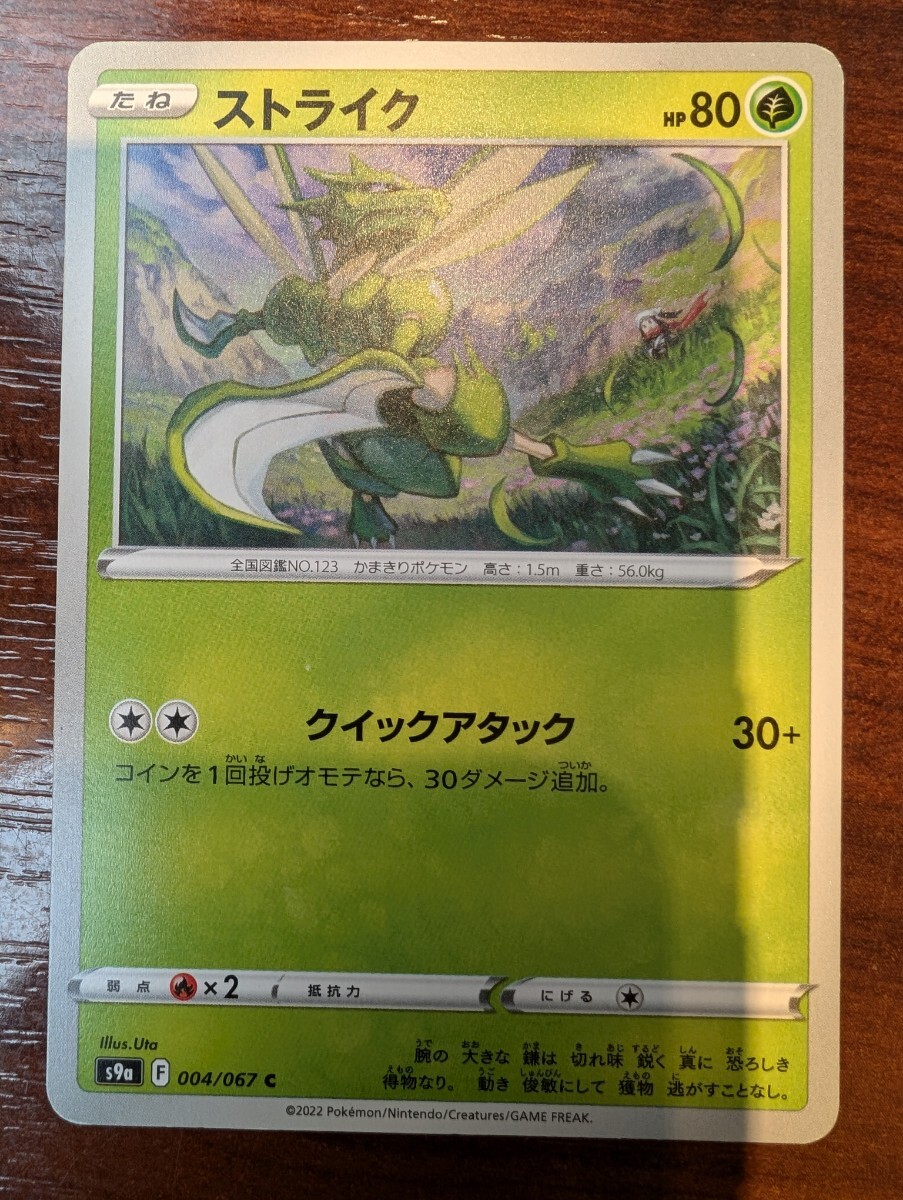 たね ストライク HP80
全国図鑑NO.123 かまきりポケモン 高さ:1.5m 重さ:56.0kg
クイックアタック 30+
コインを1回投げオモテなら、30ダメージ追加。
弱点 ×2 抵抗力 にげる
Illus.Uta
腕の 大きな 鎌は 切れ味 鋭く 真に 恐ろしき
得物なり。 動き 俊敏にして 獲物 逃がすことなし。
s9a F 004/067 C
©2022 Pokémon/Nintendo/Creatures/GAME FREAK.